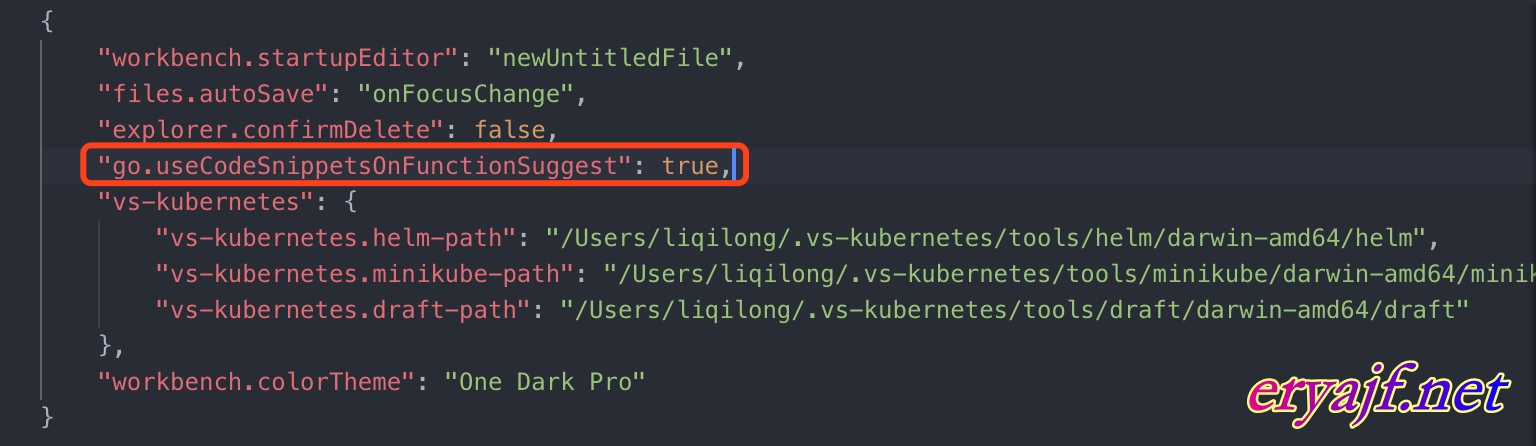 {
"workbench.startupEditor": "newUntitledFile",
"files.autoSave": "onFocusChange",
"explorer.confirmDelete": false,
"go.useCodeSnippetsOnFunctionSuggest": true,
"vs-kubernetes": {
"vs-kubernetes.helm-path": "/Users/liqilong/.vs-kubernetes/tools/helm/darwin-amd64/helm",
"vs-kubernetes.minikube-path": "/Users/liqilong/.vs-kubernetes/tools/minikube/darwin-amd64/minik
"vs-kubernetes.draft-path": "/Users/liqilong/.vs-kubernetes/tools/draft/darwin-amd64/draft"
},
"workbench.colorTheme": "One Dark Pro"
}
eryajf.net